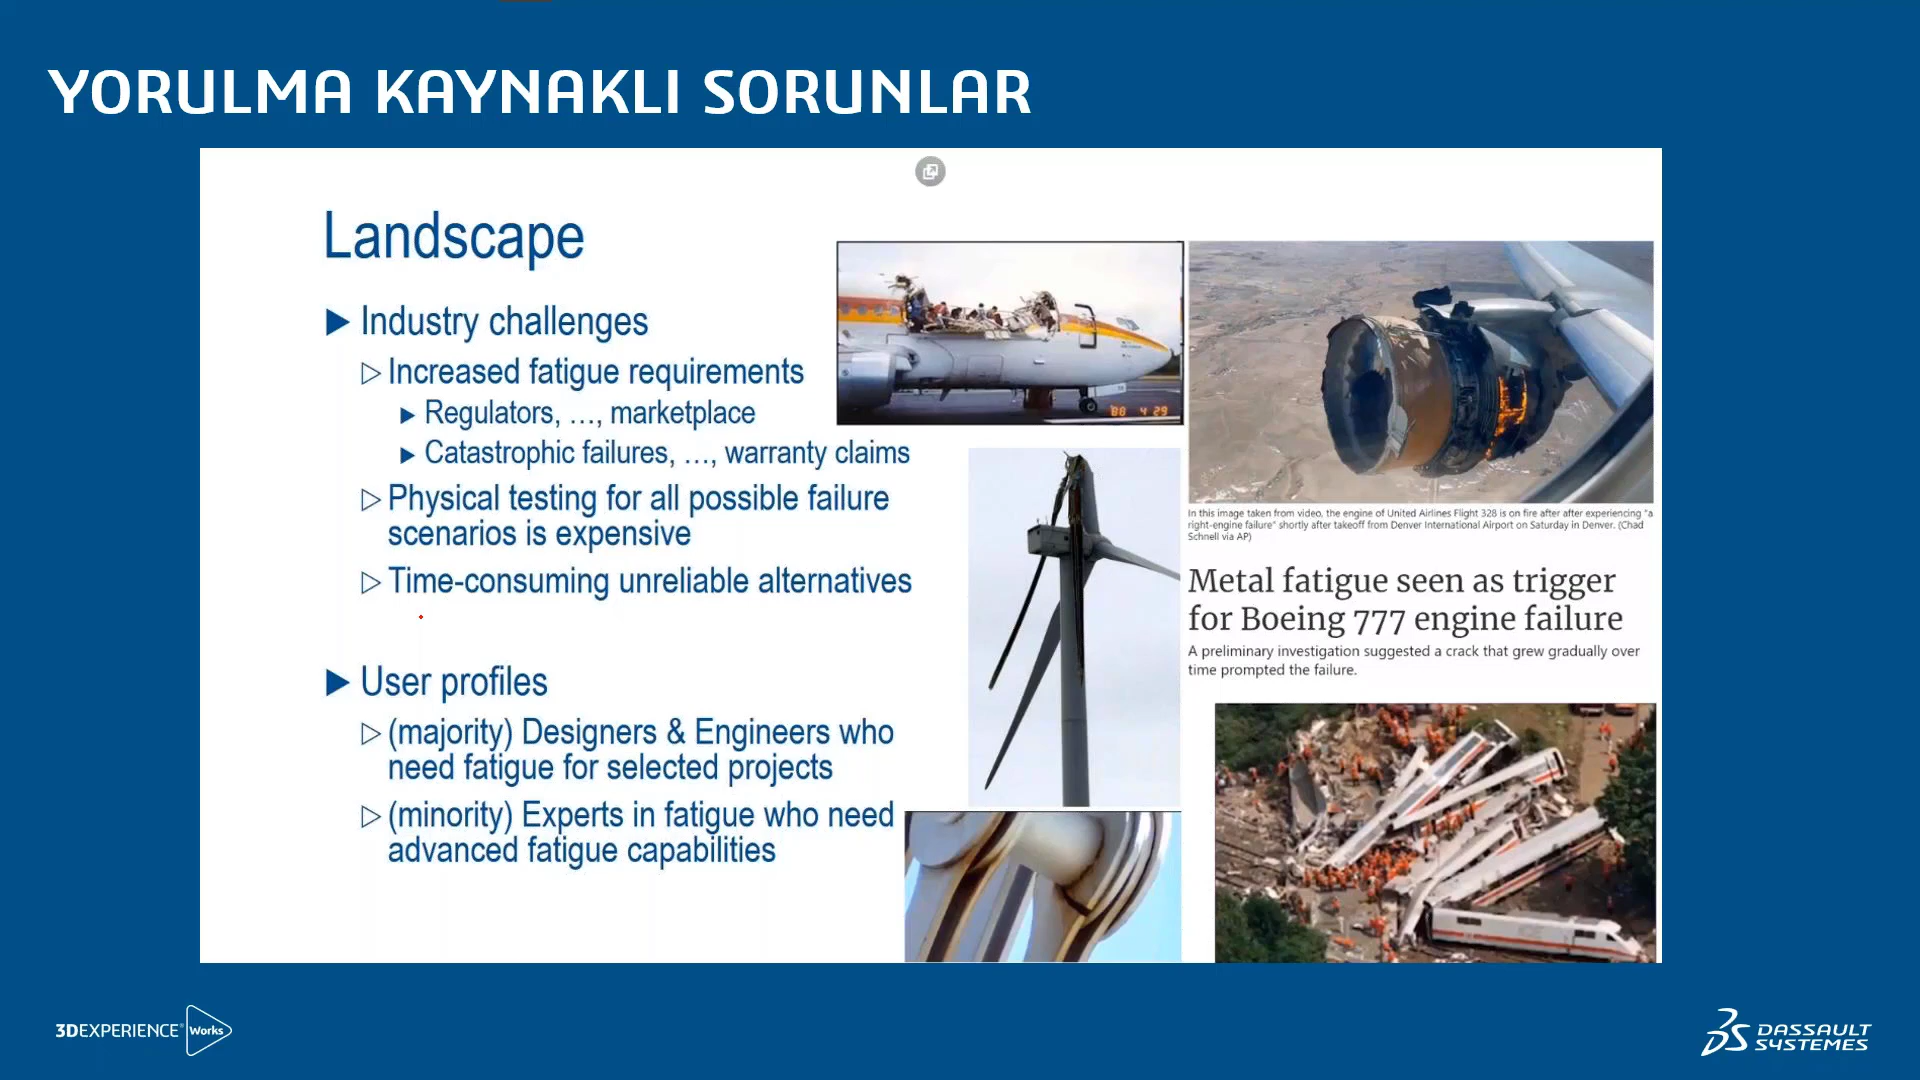 YORULMA KAYNAKLI SORUNLAR
Landscape
Industry challenges
Increased fatigue requirements
Regulators, …, marketplace
Catastrophic failures, …, warranty claims
Physical testing for all possible failure
scenarios is expensive
Time-consuming unreliable alternatives
User profiles
(majority) Designers & Engineers who
need fatigue for selected projects
(minority) Experts in fatigue who need
advanced fatigue capabilities
'88 4 29
In this image taken from video, the engine of United Airlines Flight 328 is on fire after after experiencing "a
right-engine failure" shortly after takeoff from Denver International Airport on Saturday in Denver. (Chad
Schnell via AP)
Metal fatigue seen as trigger
for Boeing 777 engine failure
A preliminary investigation suggested a crack that grew gradually over
time prompted the failure.
3DEXPERIENCE® Works
DASSAULT
SYSTEMES